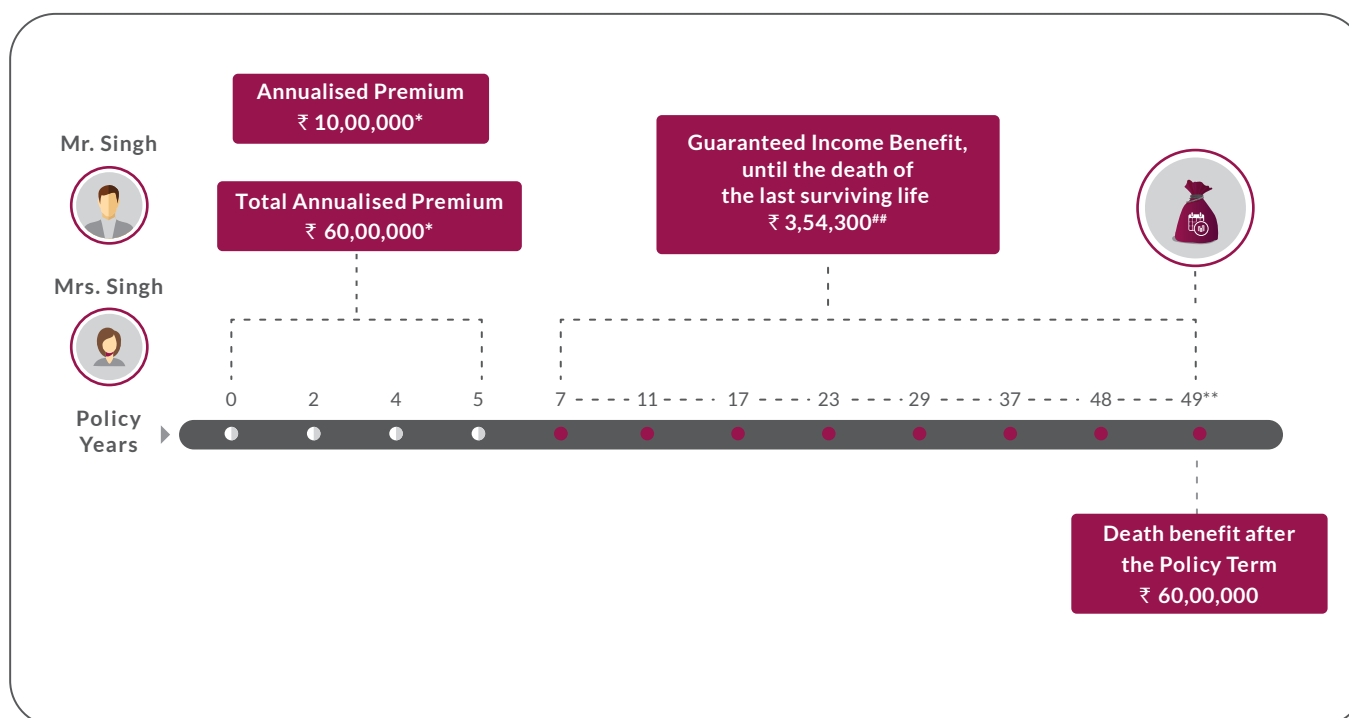 Annualised Premium
₹ 10,00,000*
Mr. Singh
Total Annualised Premium
₹ 60,00,000*
Guaranteed Income Benefit,
until the death of
the last surviving life
₹ 3,54,300##
Mrs. Singh
0 2 4 5 7 11 17 23 29 37 48 49**
Policy
Years
Death benefit after
the Policy Term
₹ 60,00,000